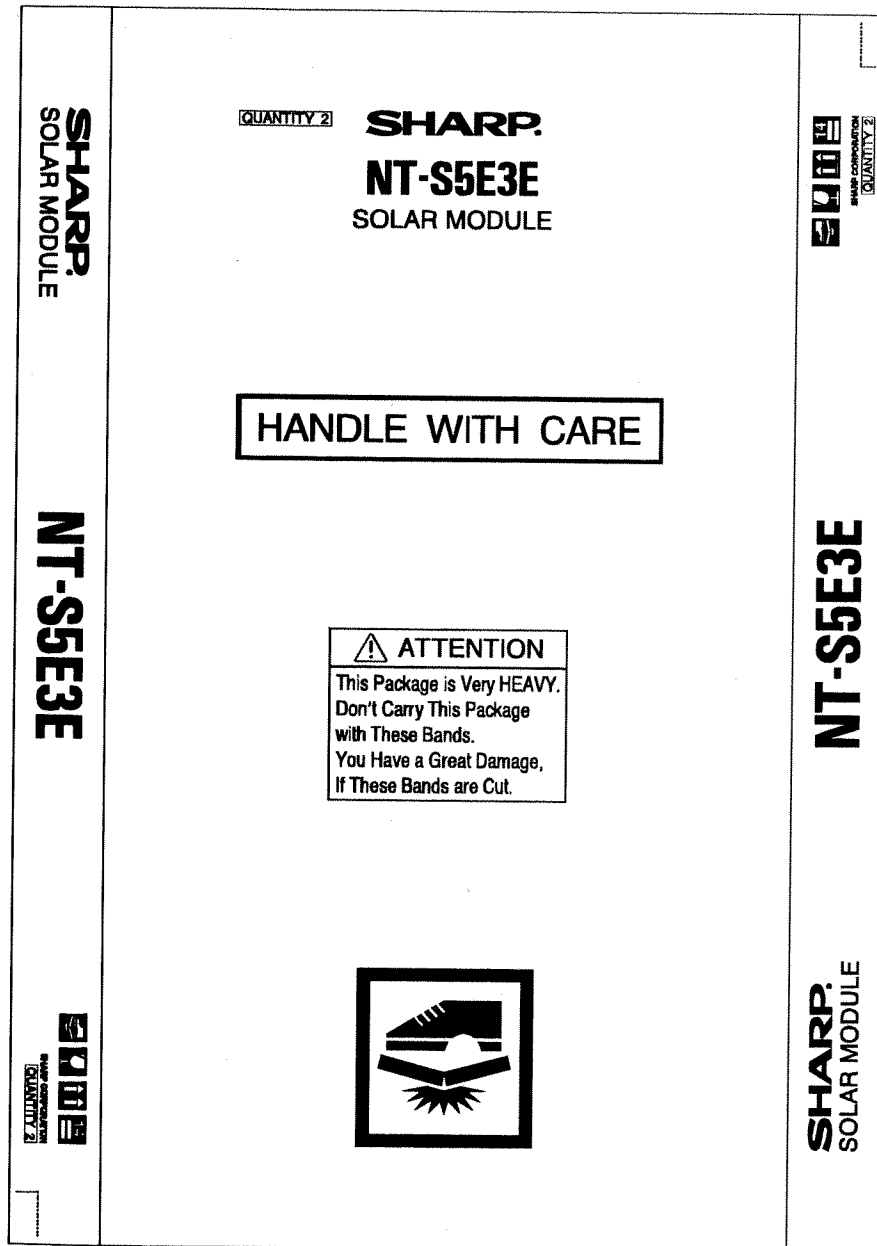 QUANTITY 2
SHARP.
NT-S5E3E
SOLAR MODULE
HANDLE WITH CARE
ATTENTION
This Package is Very HEAVY.
Don't Carry This Package
with These Bands.
You Have a Great Damage,
If These Bands are Cut.
SHARP.
SOLAR MODULE
NT-S5E3E
SHARP CORPORATION
QUANTITY 2
14
SHARP CORPORATION
QUANTITY 2
NT-S5E3E
SHARP.
SOLAR MODULE